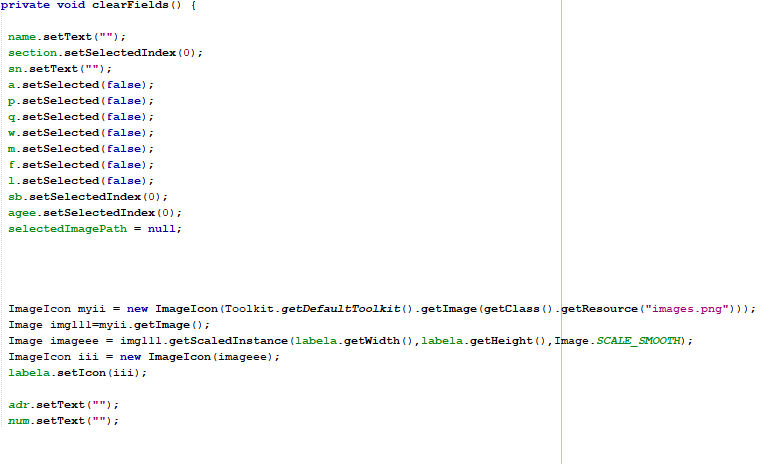 private void clearFields() {
name.setText("");
section.setSelectedIndex(0);
sn.setText("");
a.setSelected(false);
p.setSelected(false);
q.setSelected(false);
w.setSelected(false);
m.setSelected(false);
f.setSelected(false);
l.setSelected(false);
sb.setSelectedIndex(0);
agee.setSelectedIndex(0);
selectedImagePath = null;
ImageIcon myii = new ImageIcon(Toolkit.getDefaultToolkit().getImage(getClass().getResource("images.png")));
Image imglll=myii.getImage();
Image imageee = imglll.getScaledInstance(labela.getWidth(),labela.getHeight(),Image.SCALE_SMOOTH);
ImageIcon iii = new ImageIcon(imageee);
labela.setIcon(iii);
adr.setText("");
num.setText("");